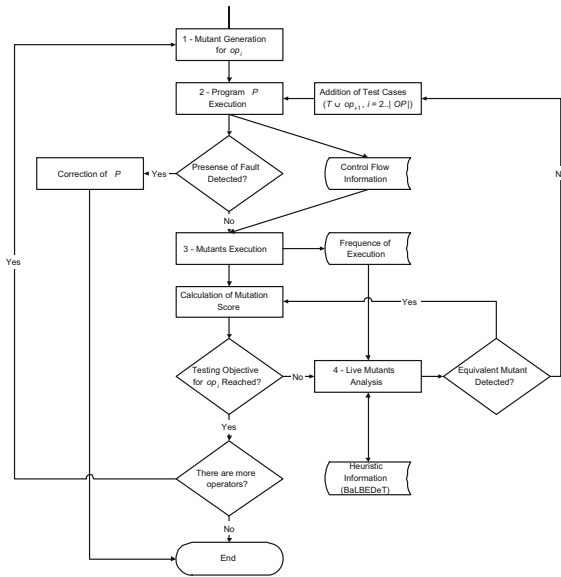 1 - Mutant Generation
for op_i
2 - Program P
Execution
Addition of Test Cases
(T ∪ op_i-1, i = 2..| OP|)
Presense of Fault
Detected?
Yes
Correction of P
Control Flow
Information
No
N
3 - Mutants Execution
Frequence of
Execution
Yes
Calculation of Mutation
Score
Yes
Testing Objective
for op_i Reached?
No
4 - Live Mutants
Analysis
Equivalent Mutant
Detected?
Yes
There are more
operators?
Heuristic
Information
(BaLBEDeT)
No
End